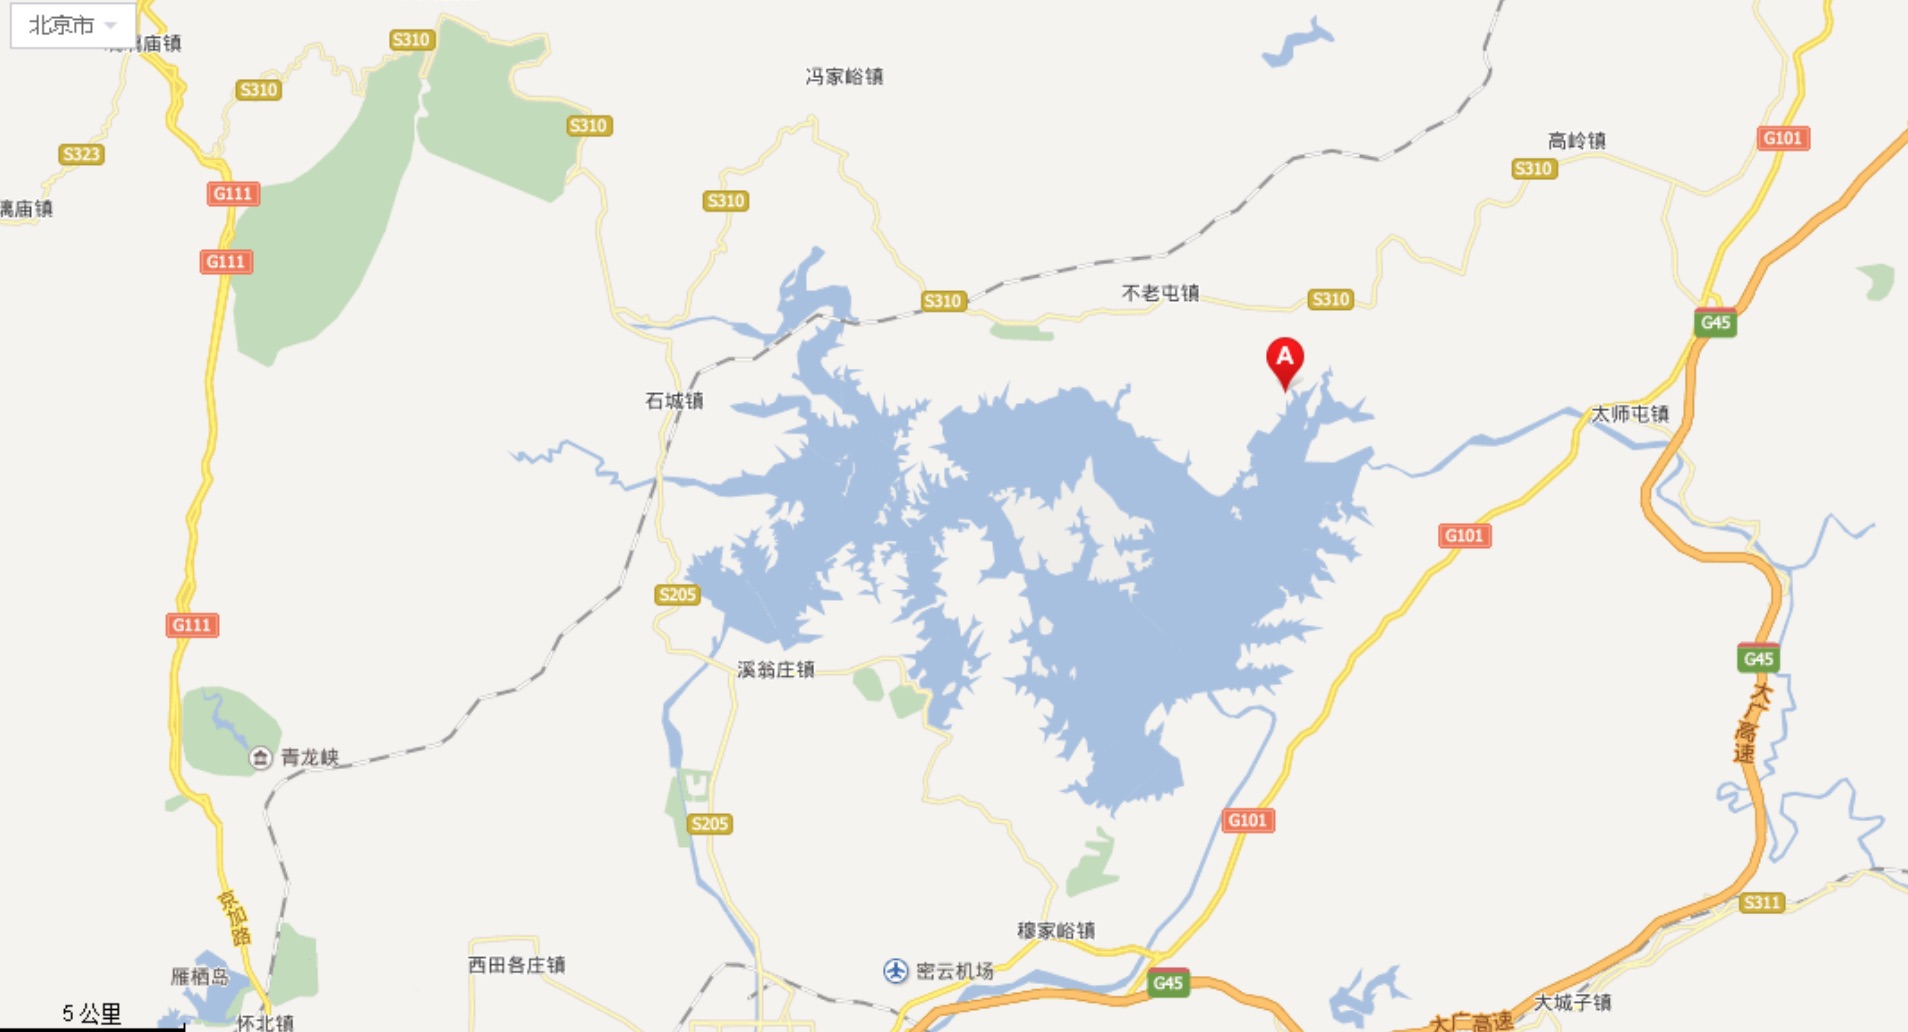 北京市
庙镇
S310
冯家峪镇
S310
S310
高岭镇
G101
S323
S310
G111
S310
漓庙镇
G111
不老屯镇
S310
S310
G45
A
石城镇
太师屯镇
G101
S205
G111
G45
溪翁庄镇
大广高速
青龙峡
S205
G101
京加路
S311
穆家峪镇
西田各庄镇
密云机场
雁栖岛
G45
大城子镇
5 公里
怀北镇
大广高速